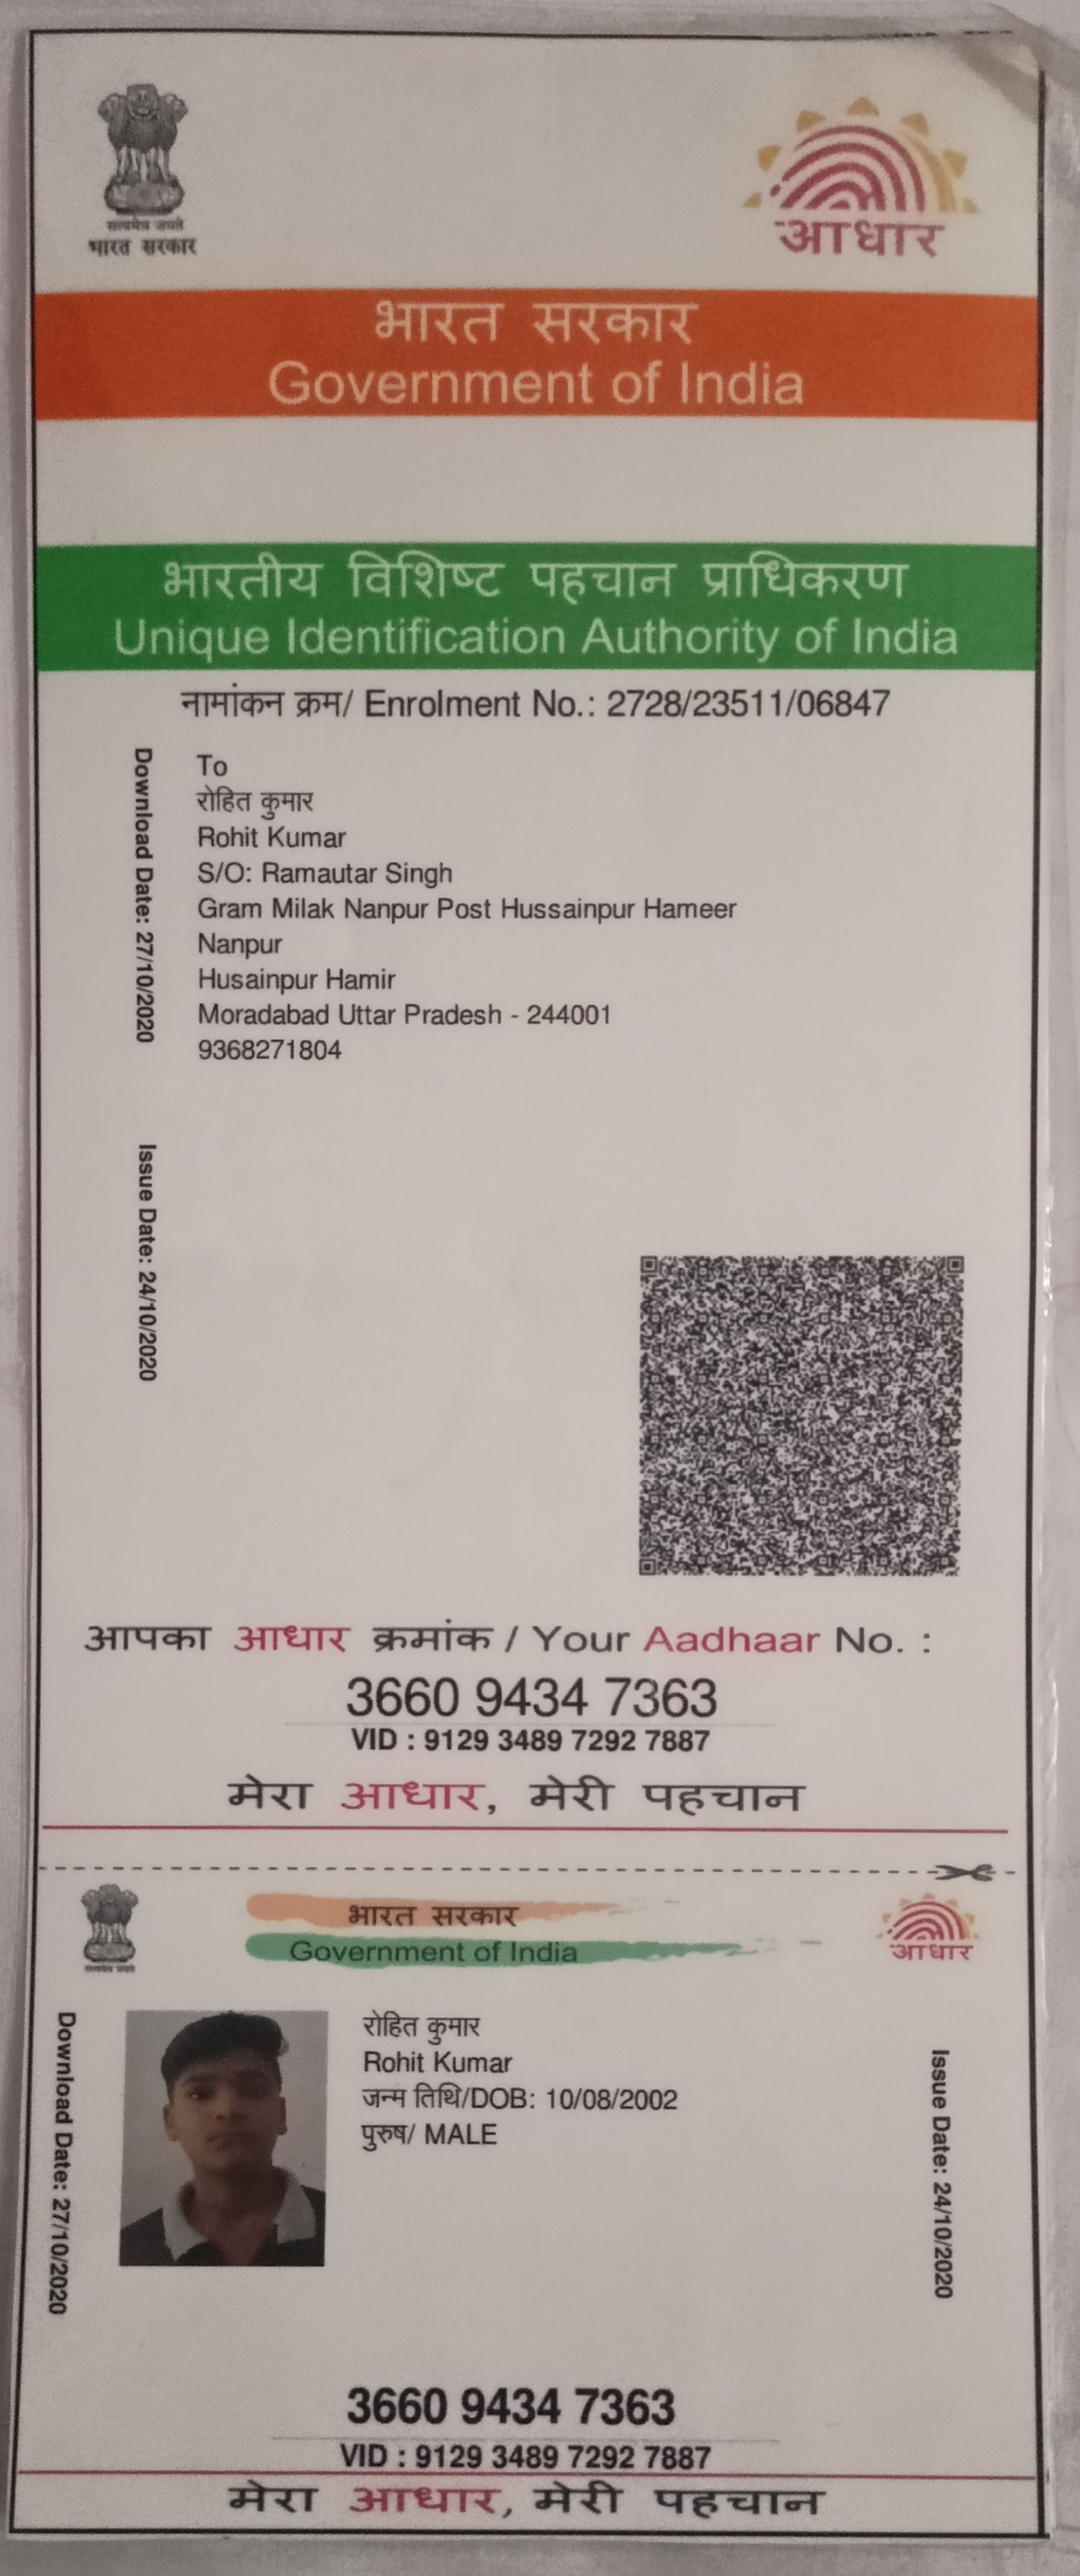 सत्यमेव जयते
भारत सरकार
आधार
भारत सरकार
Government of India
भारतीय विशिष्ट पहचान प्राधिकरण
Unique Identification Authority of India
नामांकन क्रम/ Enrolment No.: 2728/23511/06847
Download Date: 27/10/2020
Issue Date: 24/10/2020
To
रोहित कुमार
Rohit Kumar
S/O: Ramautar Singh
Gram Milak Nanpur Post Hussainpur Hameer
Nanpur
Husainpur Hamir
Moradabad Uttar Pradesh - 244001
9368271804
आपका आधार क्रमांक / Your Aadhaar No. :
3660 9434 7363
VID : 9129 3489 7292 7887
मेरा आधार, मेरी पहचान
सत्यमेव जयते
भारत सरकार
Government of India
आधार
Download Date: 27/10/2020
रोहित कुमार
Rohit Kumar
जन्म तिथि/DOB: 10/08/2002
पुरुष/ MALE
Issue Date: 24/10/2020
3660 9434 7363
VID : 9129 3489 7292 7887
मेरा आधार, मेरी पहचान